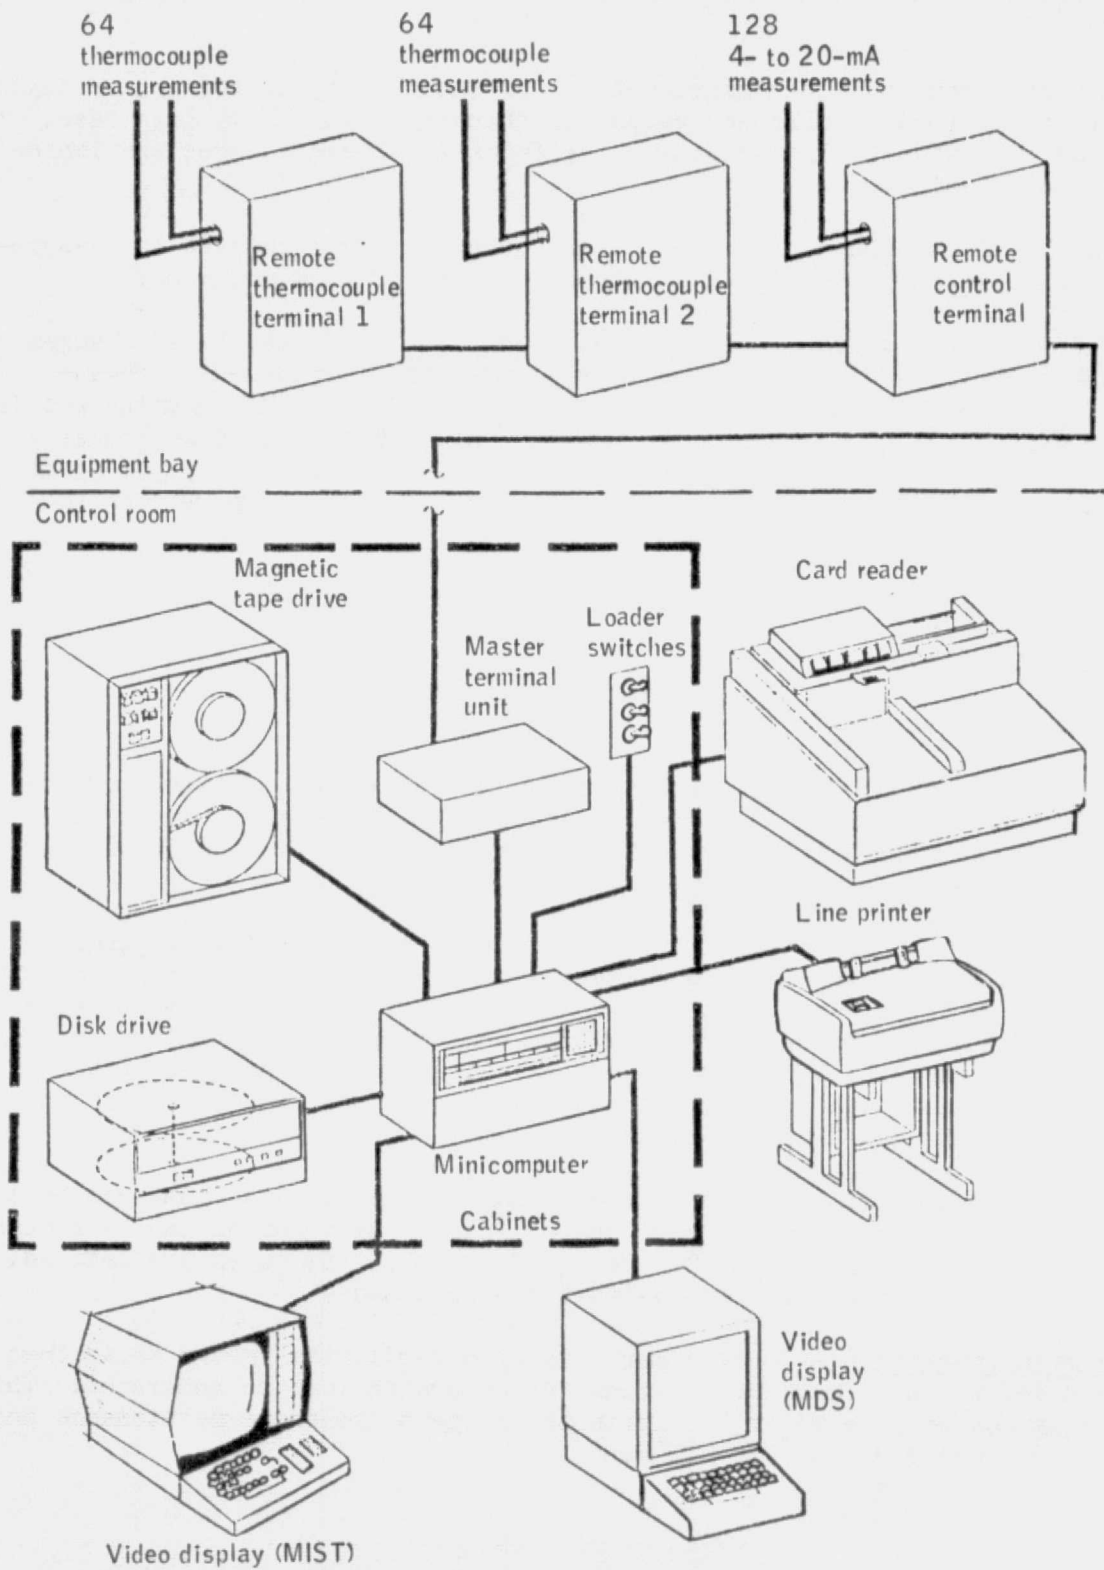 64
thermocouple
measurements
64
thermocouple
measurements
128
4- to 20-mA
measurements
Remote
thermocouple
terminal 1
Remote
thermocouple
terminal 2
Remote
control
terminal
Equipment bay
Control room
Magnetic
tape drive
Master
terminal
unit
Loader
switches
Card reader
Line printer
Disk drive
Minicomputer
Cabinets
Video
display
(MDS)
Video display (MIST)